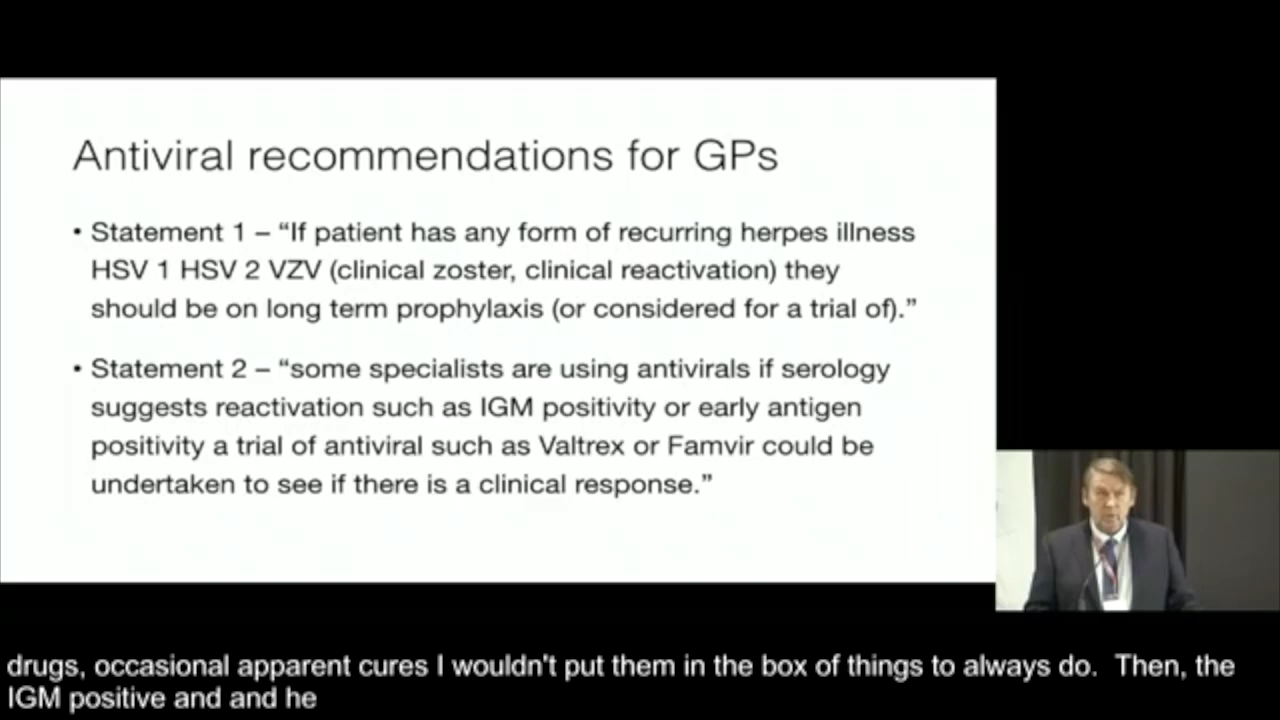 Antiviral recommendations for GPs
• Statement 1 – “If patient has any form of recurring herpes illness
HSV 1 HSV 2 VZV (clinical zoster, clinical reactivation) they
should be on long term prophylaxis (or considered for a trial of).”
• Statement 2 – “some specialists are using antivirals if serology
suggests reactivation such as IGM positivity or early antigen
positivity a trial of antiviral such as Valtrex or Famvir could be
undertaken to see if there is a clinical response.”
drugs, occasional apparent cures I wouldn't put them in the box of things to always do.  Then, the
IGM positive and and he